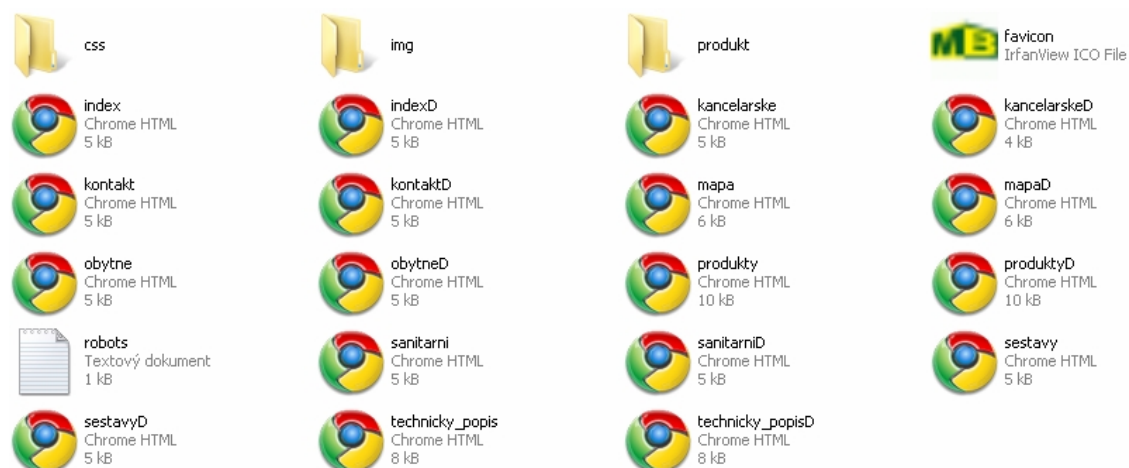 css
img
produkt
favicon
IrfanView ICO File
index
Chrome HTML
5 kB
indexD
Chrome HTML
5 kB
kancelarske
Chrome HTML
5 kB
kancelarskeD
Chrome HTML
4 kB
kontakt
Chrome HTML
5 kB
kontaktD
Chrome HTML
5 kB
mapa
Chrome HTML
6 kB
mapaD
Chrome HTML
6 kB
obytne
Chrome HTML
5 kB
obytneD
Chrome HTML
5 kB
produkty
Chrome HTML
10 kB
produktyD
Chrome HTML
10 kB
robots
Textový dokument
1 kB
sanitarni
Chrome HTML
5 kB
sanitarniD
Chrome HTML
5 kB
sestavy
Chrome HTML
5 kB
sestavyD
Chrome HTML
5 kB
technicky_popis
Chrome HTML
8 kB
technicky_popisD
Chrome HTML
8 kB